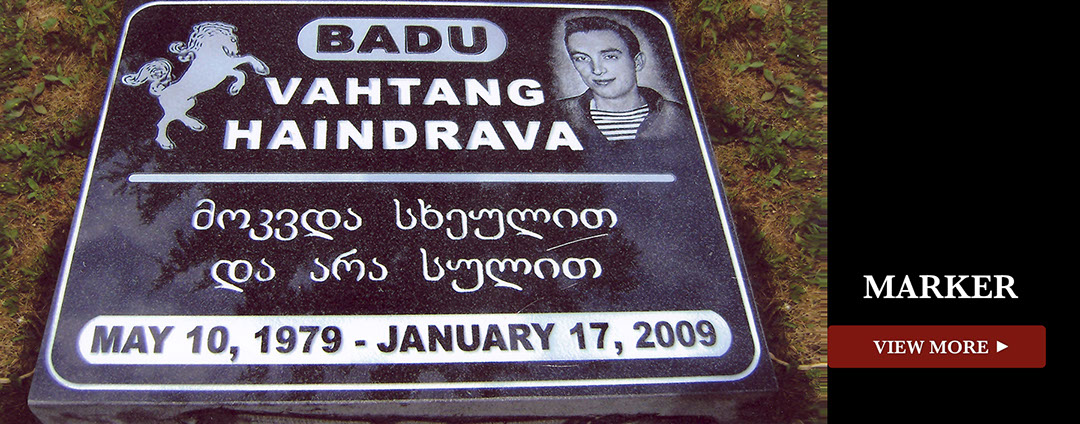 BADU
VAHTANG
HAINDRAVA
მოკვდა სხეულით
და არა სულით
MAY 10, 1979 - JANUARY 17, 2009
MARKER
VIEW MORE ►